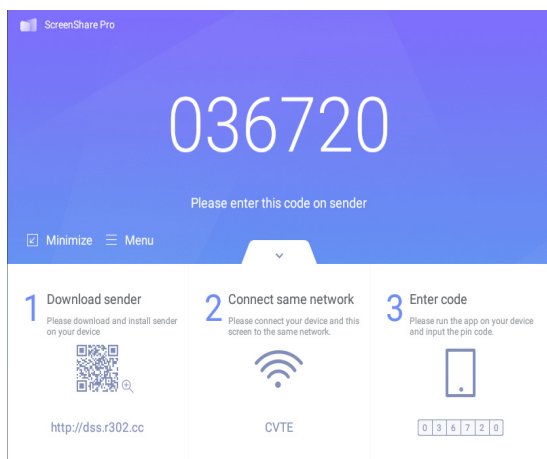 ScreenShare Pro
036720
Please enter this code on sender
Minimize Menu
1 Download sender
Please download and install sender
on your device
http://dss.r302.cc
2 Connect same network
Please connect your device and this
screen to the same network.
CVTE
3 Enter code
Please run the app on your device
and input the pin code.
0 3 6 7 2 0